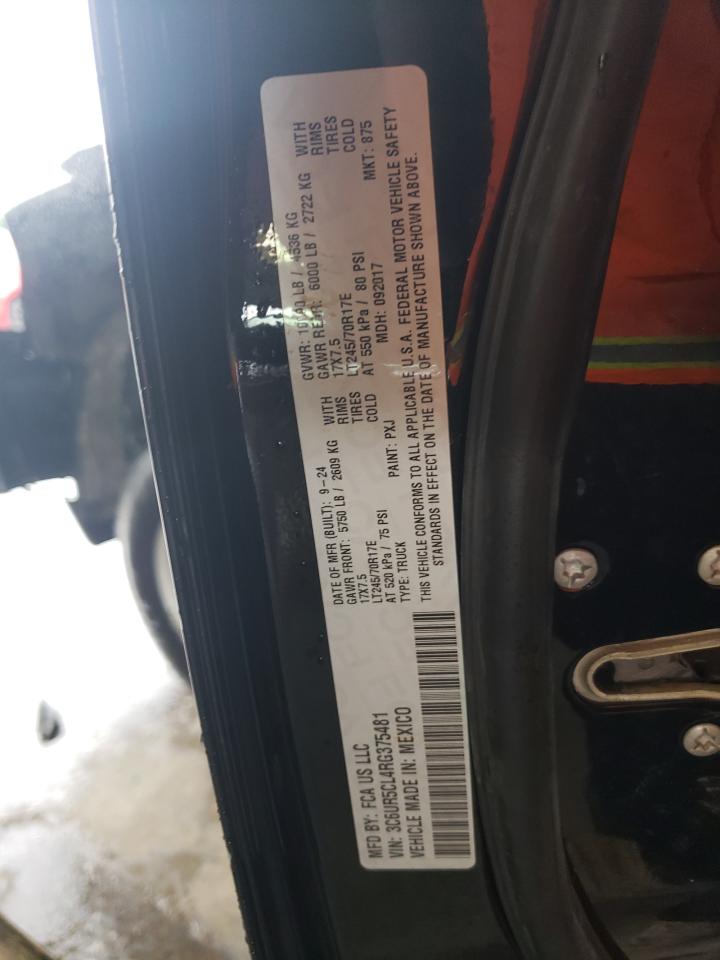 MFD BY: FCA US LLC
VIN: 3C6UR5CL4RG375481
VEHICLE MADE IN: MEXICO
DATE OF MFR (BUILT): 9-24
GAWR FRONT: 5750 LB / 2609 KG WITH
17X7.5 RIMS
LT245/70R17E TIRES
AT 520 kPa / 75 PSI COLD
TYPE: TRUCK PAINT: PXJ
GVWR: LB / 4536 KG
GAWR REAR: 6000 LB / 2722 KG WITH
17X7.5 RIMS
LT245/70R17E TIRES
AT 550 kPa / 80 PSI COLD
MDH: 092017 MKT: 875
THIS VEHICLE CONFORMS TO ALL APPLICABLE U.S.A. FEDERAL MOTOR VEHICLE SAFETY
STANDARDS IN EFFECT ON THE DATE OF MANUFACTURE SHOWN ABOVE.